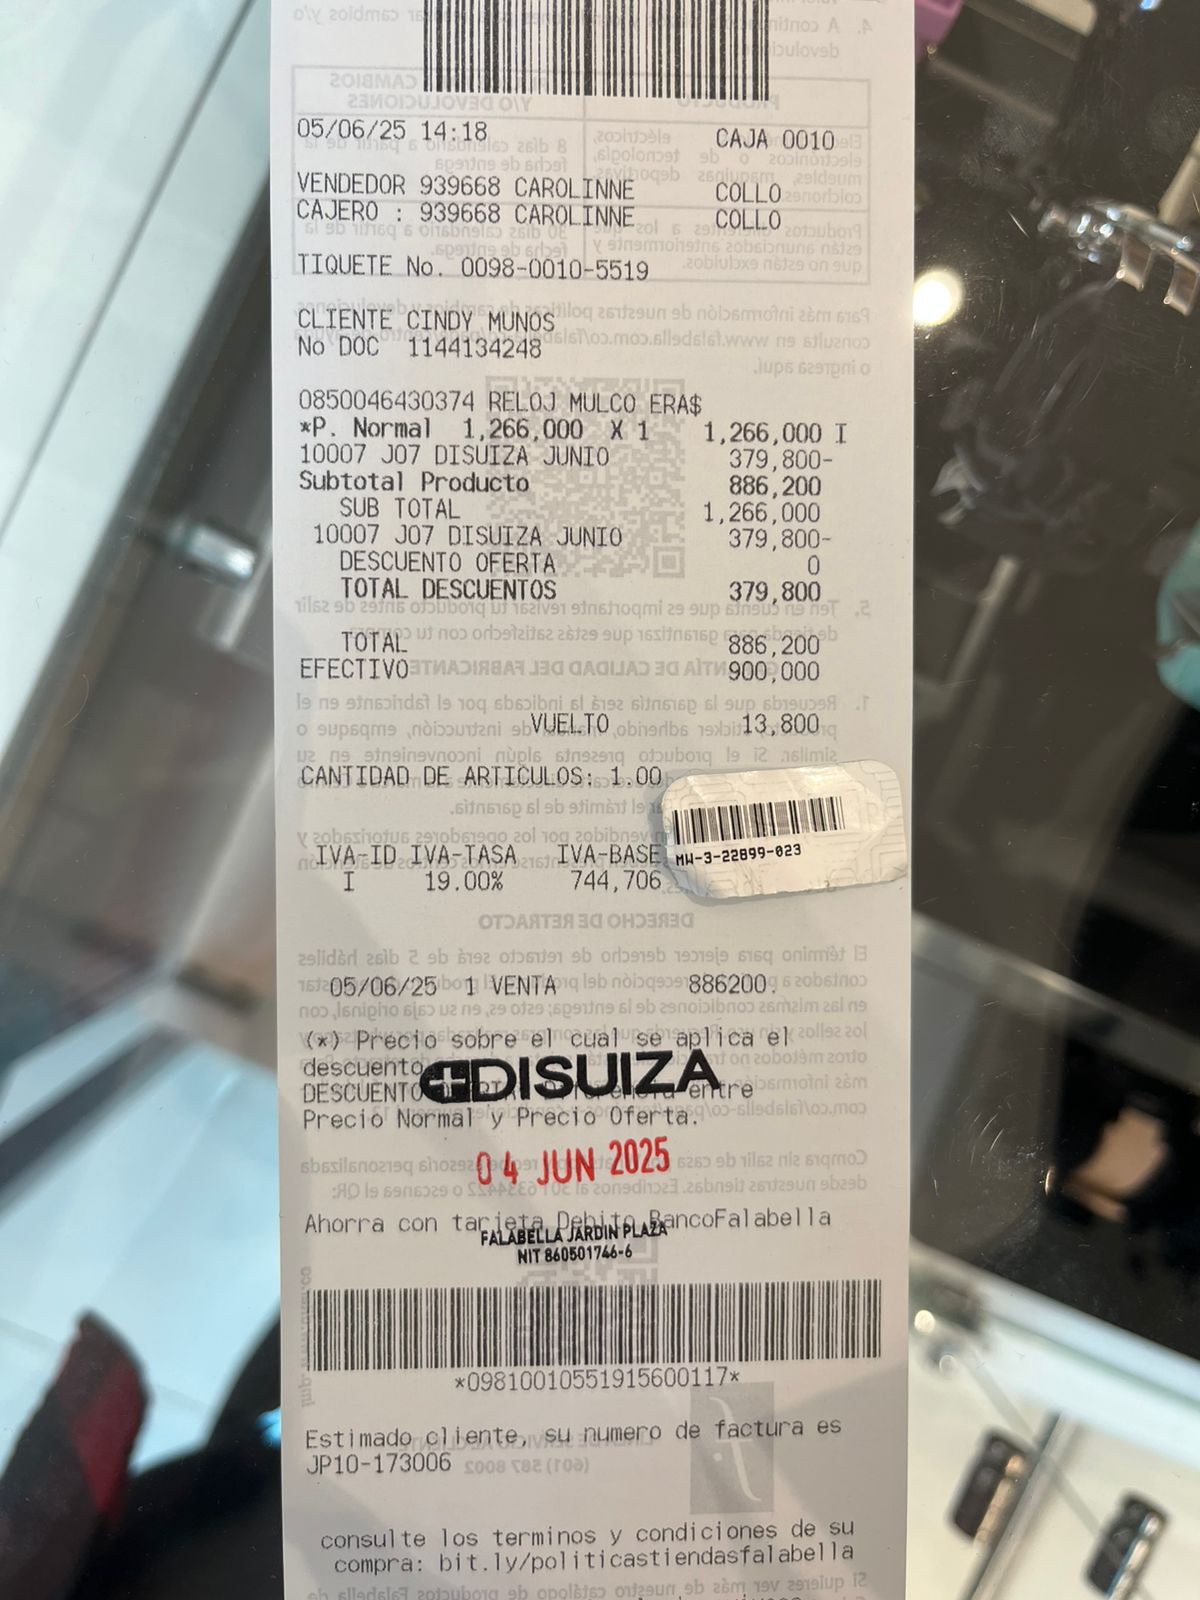 05/06/25 14:18 CAJA 0010
VENDEDOR 939668 CAROLINNE COLLO
CAJERO : 939668 CAROLINNE COLLO
TIQUETE No. 0098-0010-5519
CLIENTE CINDY MUNOS
No DOC 1144134248
0850046430374 RELOJ MULCO ERA$
*P. Normal 1,266,000 X 1 1,266,000 I
10007 J07 DISUIZA JUNIO 379,800-
Subtotal Producto 886,200
SUB TOTAL 1,266,000
10007 J07 DISUIZA JUNIO 379,800-
DESCUENTO OFERTA 0
TOTAL DESCUENTOS 379,800
TOTAL 886,200
EFECTIVO 900,000
VUELTO 13,800
CANTIDAD DE ARTICULOS: 1.00
MW-3-22899-023
IVA-ID IVA-TASA IVA-BASE
I 19.00% 744,706
05/06/25 1 VENTA 886200.
(*) Precio sobre el cual se aplica el
descuento
DISUIZA
DESCUENTO entre
Precio Normal y Precio Oferta.
04 JUN 2025
Ahorra con tarjeta Debito BancoFalabella
FALABELLA JARDIN PLAZA
NIT 860501746-6
*09810010551915600117*
Estimado cliente, su numero de factura es
JP10-173006
consulte los terminos y condiciones de su
compra: bit.ly/politicastiendasfalabella